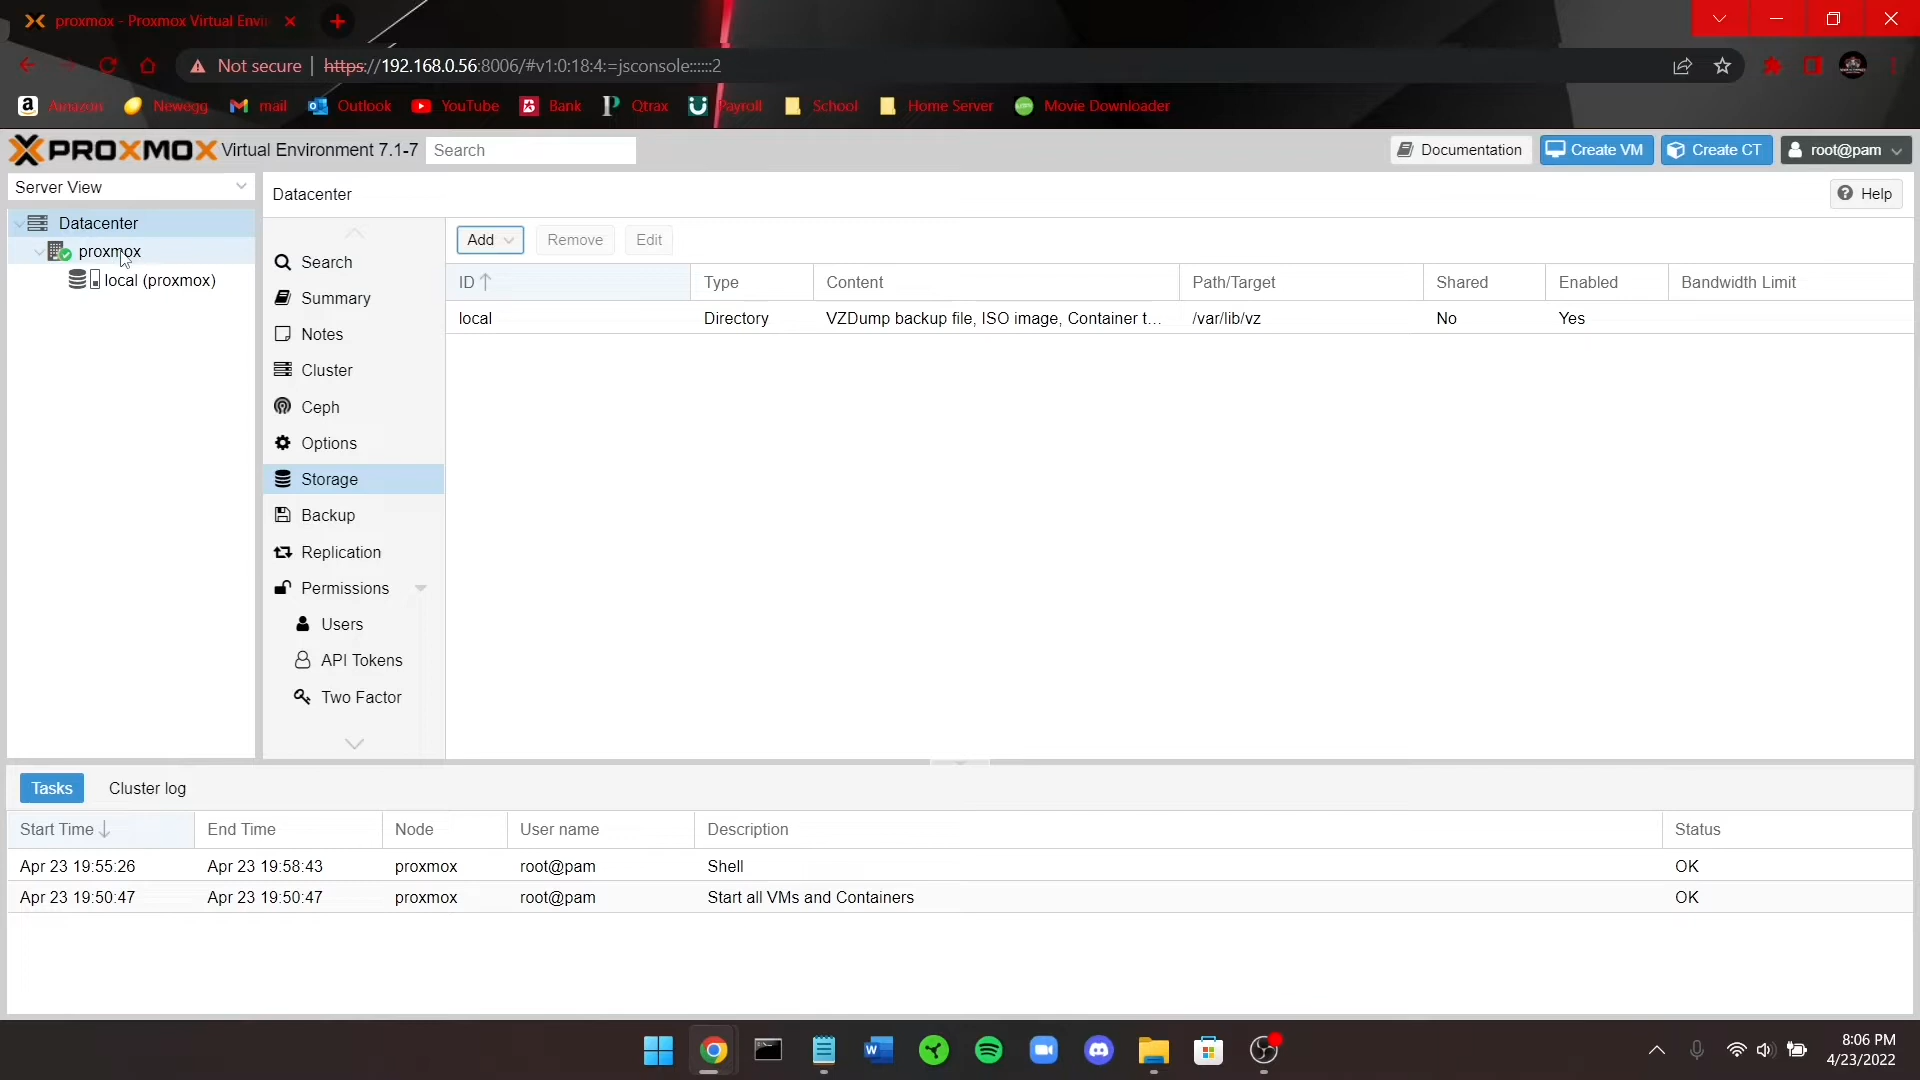 proxmox - Proxmox Virtual Envi
Not secure | https://192.168.0.56:8006/#v1:0:18:4:=jsconsole::::::2
Amazon Newegg mail Outlook YouTube Bank Qtrax Payroll School Home Server Movie Downloader
PROXMOX Virtual Environment 7.1-7 Search Documentation Create VM Create CT root@pam
Server View
Datacenter
proxmox
local (proxmox)
Datacenter Help
Search
Summary
Notes
Cluster
Ceph
Options
Storage
Backup
Replication
Permissions
Users
API Tokens
Two Factor
Add Remove Edit
ID Type Content Path/Target Shared Enabled Bandwidth Limit
local Directory VZDump backup file, ISO image, Container t... /var/lib/vz No Yes
Tasks Cluster log
Start Time End Time Node User name Description Status
Apr 23 19:55:26 Apr 23 19:58:43 proxmox root@pam Shell OK
Apr 23 19:50:47 Apr 23 19:50:47 proxmox root@pam Start all VMs and Containers OK
8:06 PM
4/23/2022